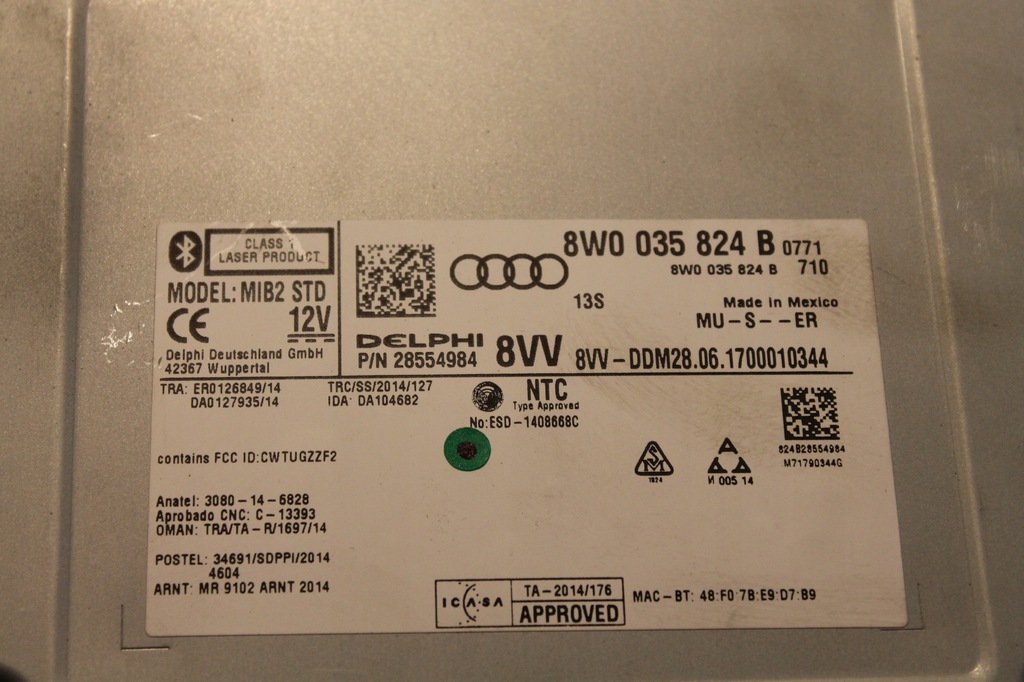 CLASS 1
LASER PRODUCT
MODEL: MIB2 STD
CE 12V
Delphi Deutschland GmbH
42367 Wuppertal
8W0 035 824 B 0771
8W0 035 824 B 710
13S
Made in Mexico
MU-S--ER
DELPHI
P/N 28554984
8VV 8VV-DDM28.06.1700010344
TRA: ER0126849/14
DA0127935/14
TRC/SS/2014/127
IDA: DA104682
NTC
Type Approved
No:ESD-1408668C
contains FCC ID:CWTUGZZF2
824B28554984
M71790344G
1924
И 005 14
Anatel: 3080-14-6828
Aprobado CNC: C-13393
OMAN: TRA/TA-R/1697/14
POSTEL: 34691/SDPPI/2014
4604
ARNT: MR 9102 ARNT 2014
ICASA
TA-2014/176
APPROVED
MAC-BT: 48:F0:7B:E9:D7:B9